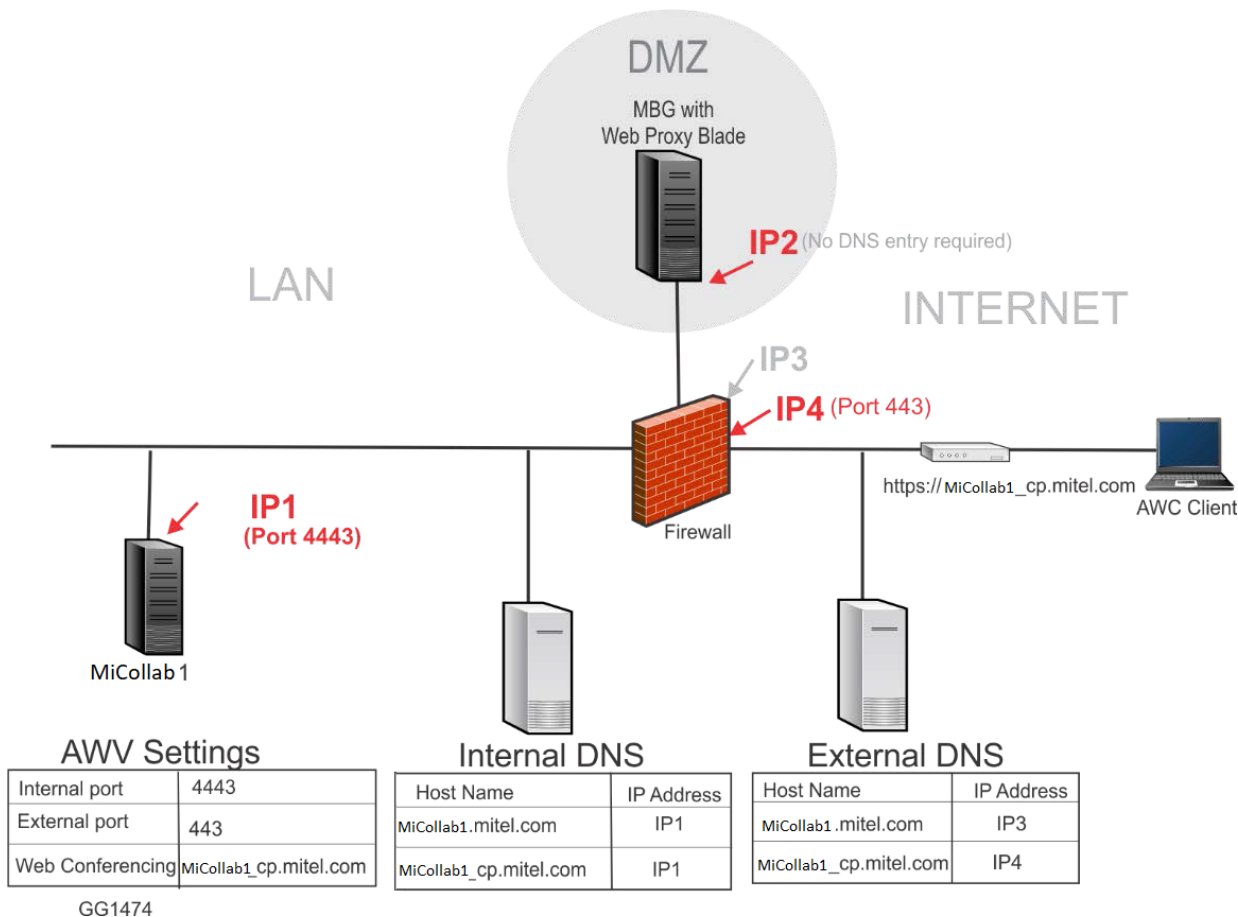 DMZ
MBG with
Web Proxy Blade
IP2 (No DNS entry required)
LAN
INTERNET
IP3
IP4 (Port 443)
https://MiCollab1_cp.mitel.com
AWC Client
IP1
(Port 4443)
Firewall
MiCollab1
AWV Settings
Internal port 4443
External port 443
Web Conferencing MiCollab1_cp.mitel.com
Internal DNS
Host Name IP Address
MiCollab1.mitel.com IP1
MiCollab1_cp.mitel.com IP1
External DNS
Host Name IP Address
MiCollab1.mitel.com IP3
MiCollab1_cp.mitel.com IP4
GG1474